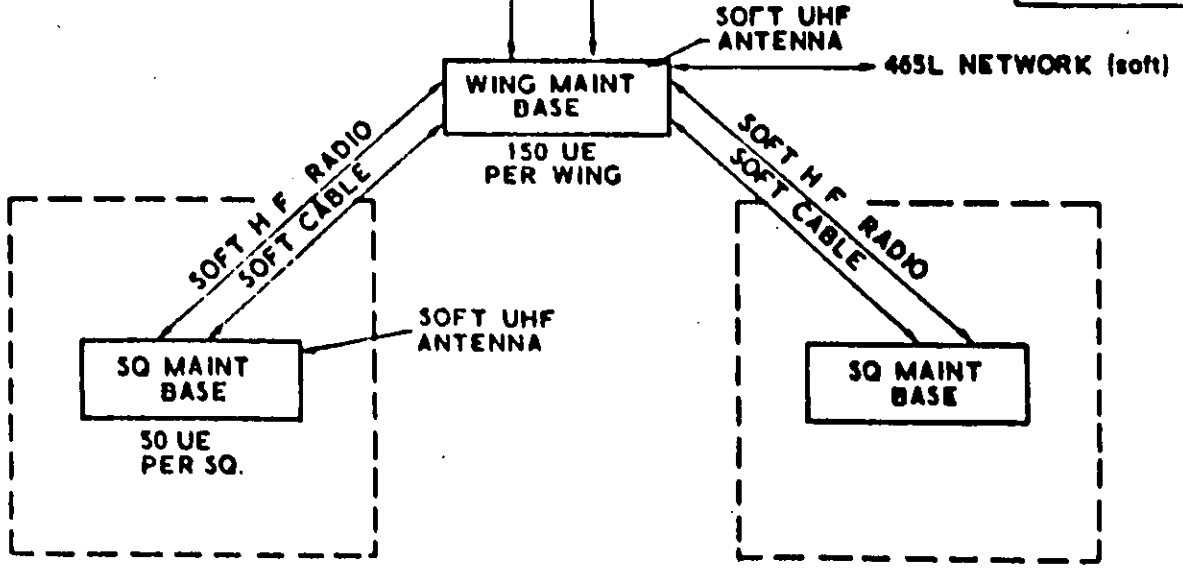 SOFT UHF
ANTENNA
465L NETWORK (soft)
WING MAINT
BASE
150 UE
PER WING
SOFT H F RADIO
SOFT CABLE
SOFT H F RADIO
SOFT CABLE
SOFT UHF
ANTENNA
SQ MAINT
BASE
50 UE
PER SQ.
SQ MAINT
BASE